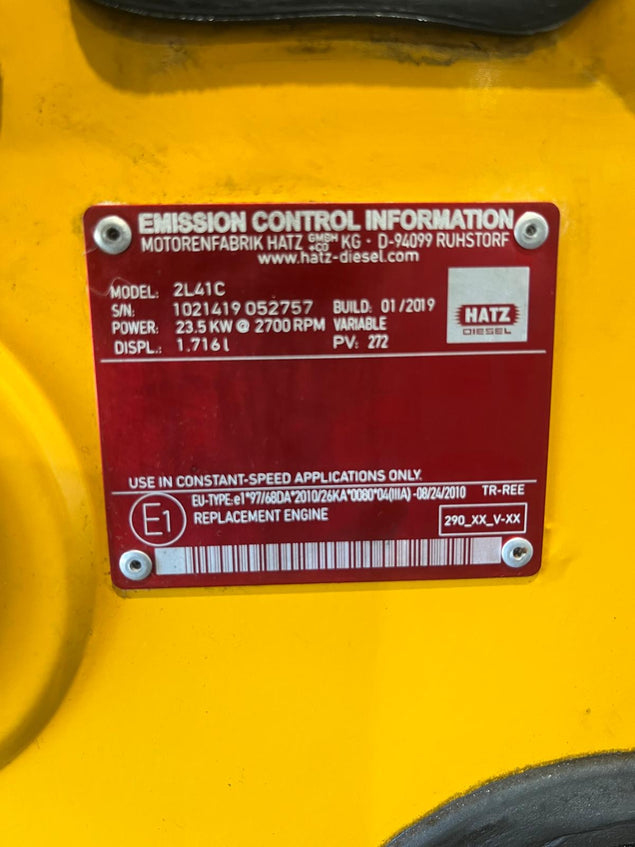 EMISSION CONTROL INFORMATION
MOTORENFABRIK HATZ GMBH +CO KG · D-94099 RUHSTORF
www.hatz-diesel.com
MODEL: 2L41C
S/N: 1021419 052757 BUILD: 01/2019
POWER: 23.5 KW @ 2700 RPM VARIABLE
DISPL.: 1.716 l PV: 272
HATZ
DIESEL
USE IN CONSTANT-SPEED APPLICATIONS ONLY.
EU-TYPE: e1*97/68DA*2010/26KA*0080*04(IIIA) -08/24/2010 TR-REE
E1 REPLACEMENT ENGINE
290_XX_V-XX